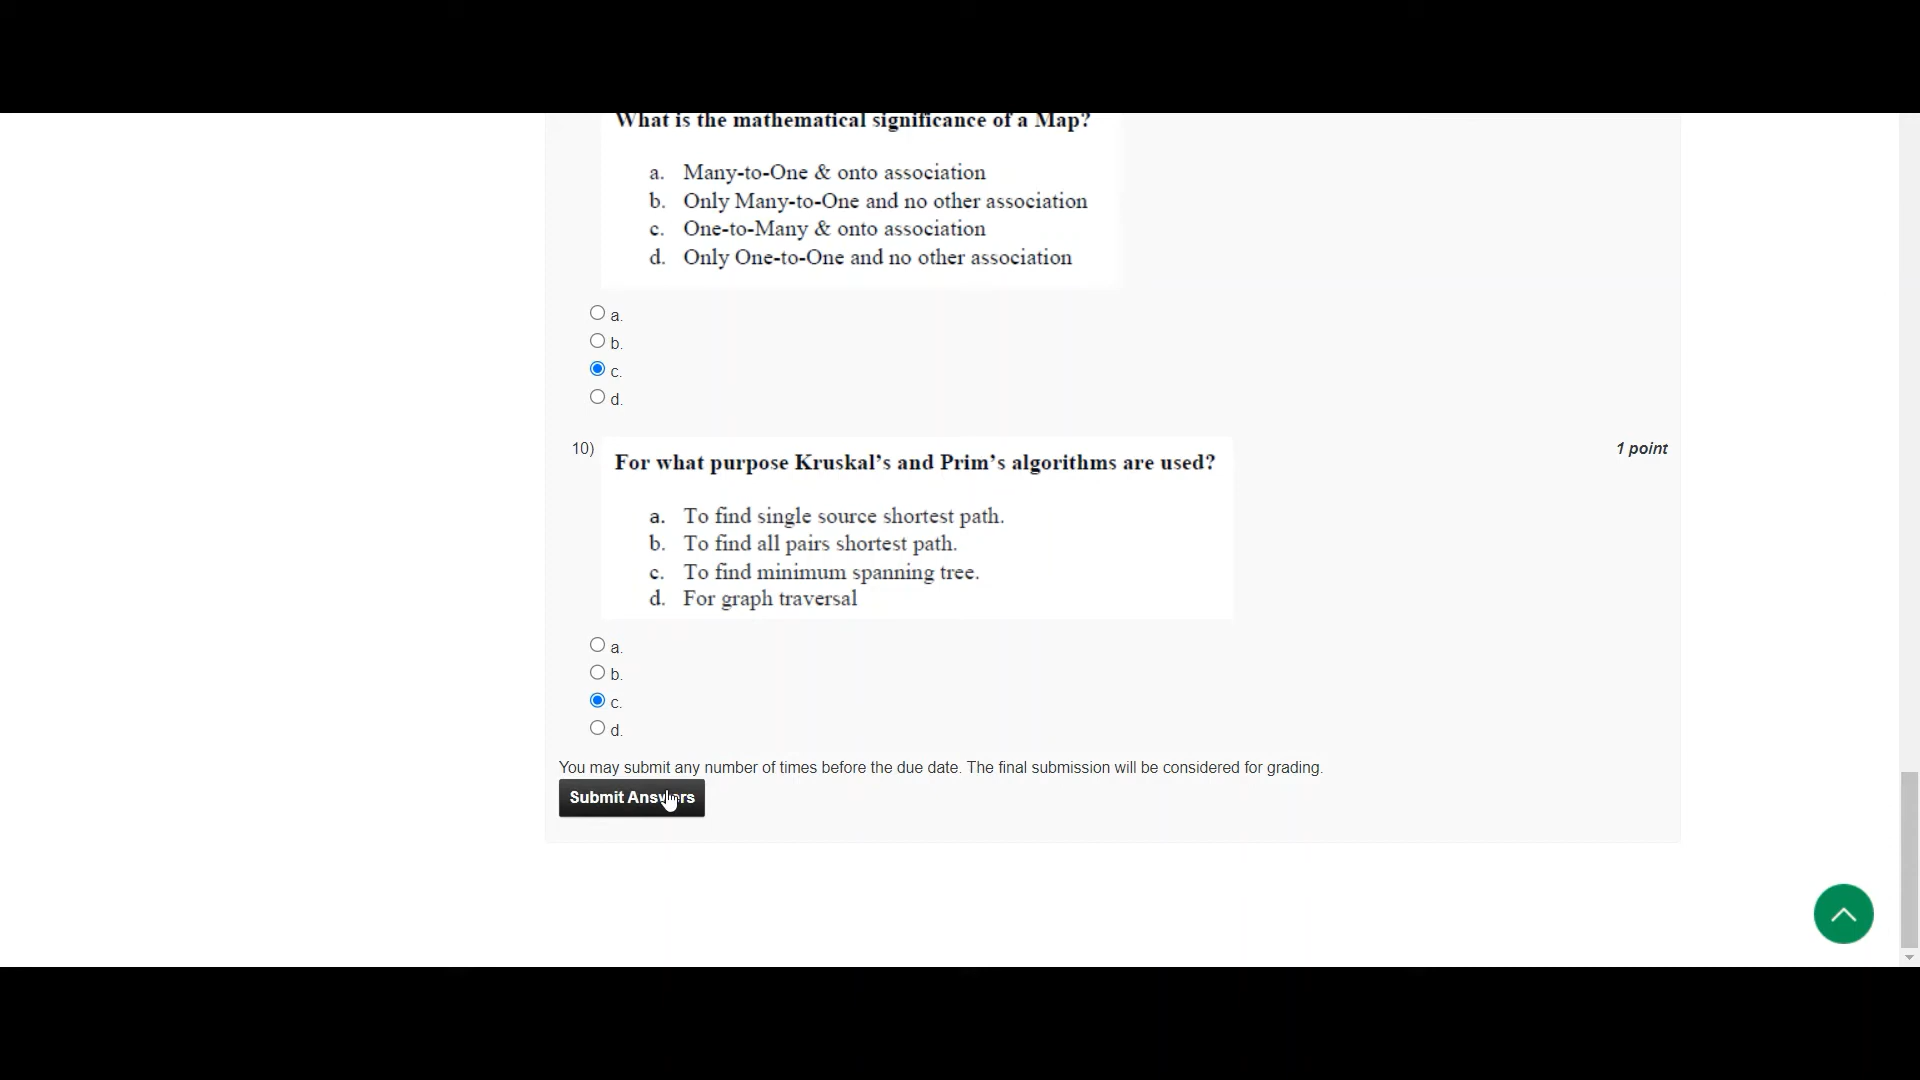 What is the mathematical significance of a Map?
a. Many-to-One & onto association
b. Only Many-to-One and no other association
c. One-to-Many & onto association
d. Only One-to-One and no other association
a.
b.
c.
d.
10) For what purpose Kruskal's and Prim's algorithms are used? 1 point
a. To find single source shortest path.
b. To find all pairs shortest path.
c. To find minimum spanning tree.
d. For graph traversal
a.
b.
c.
d.
You may submit any number of times before the due date. The final submission will be considered for grading.
Submit Answers